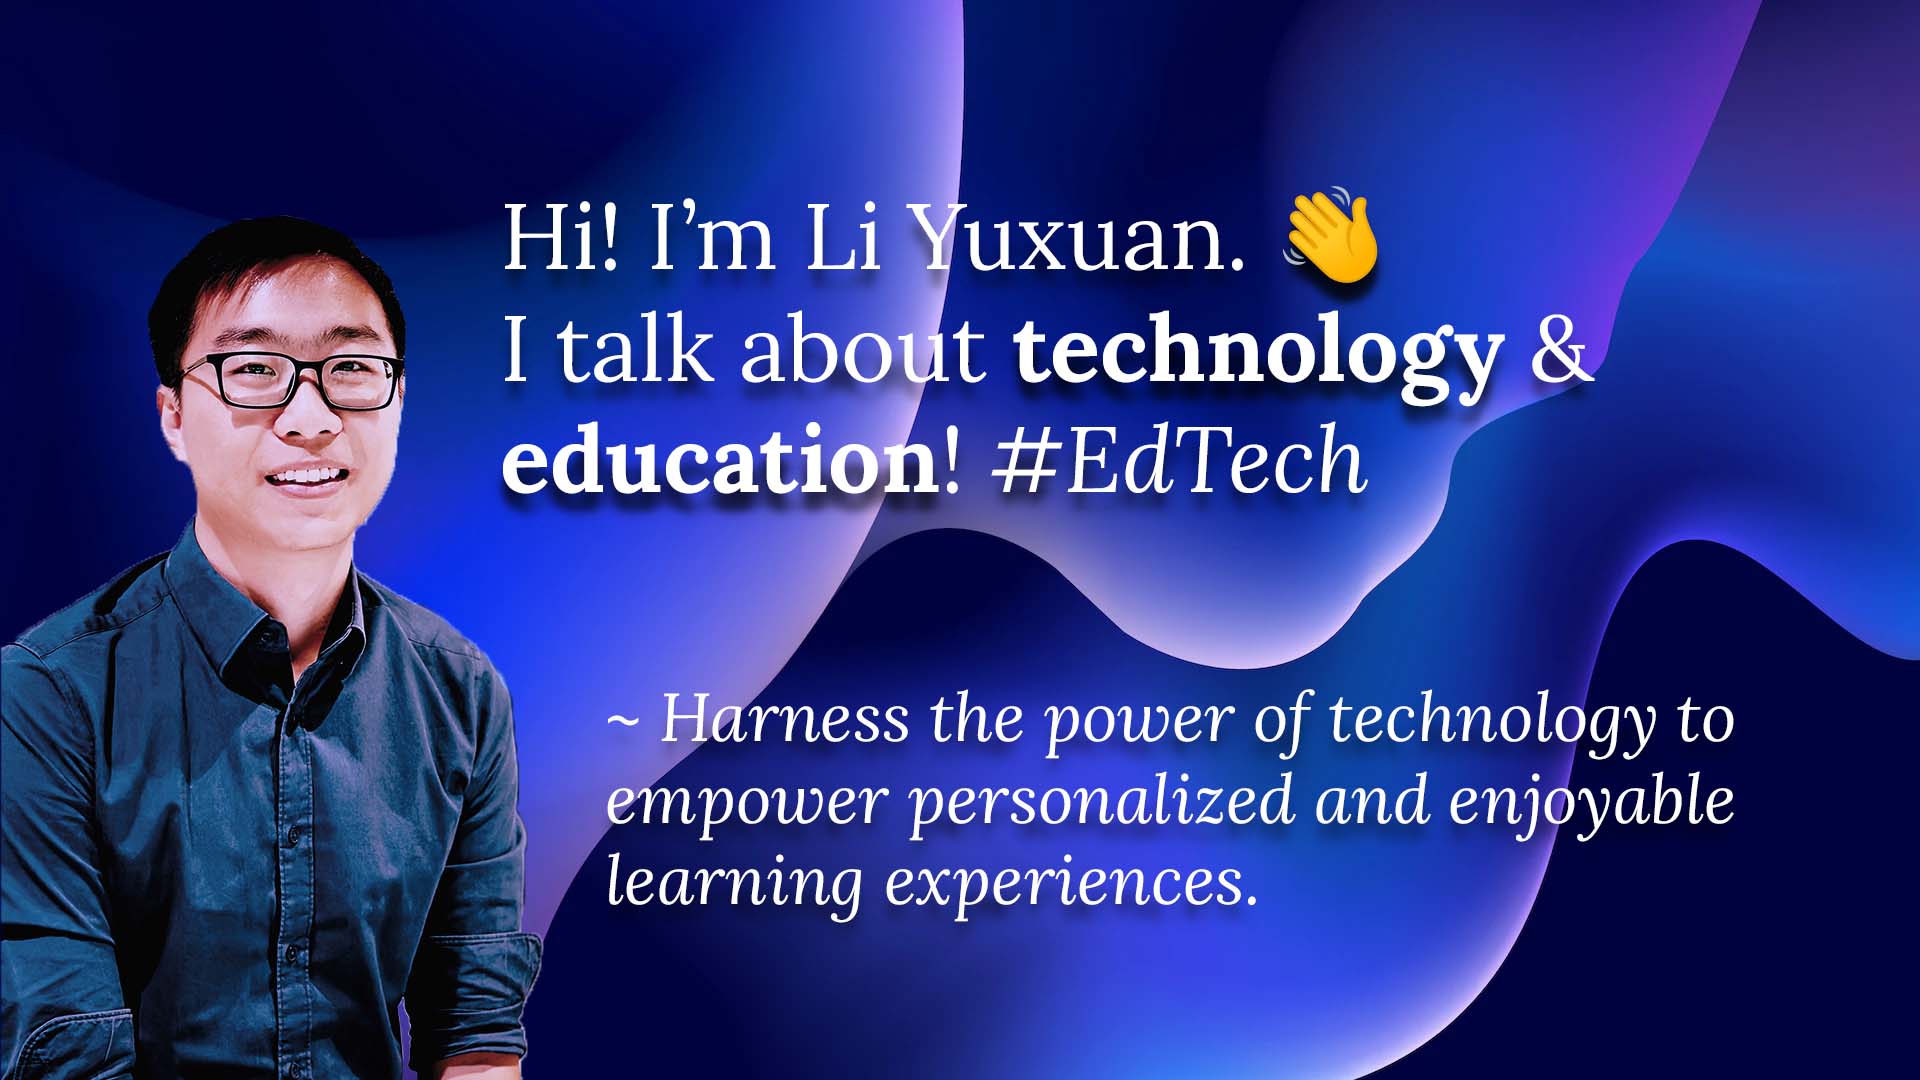 Hi! I’m Li Yuxuan. 👋
I talk about technology &
education! #EdTech
~ Harness the power of technology to
empower personalized and enjoyable
learning experiences.